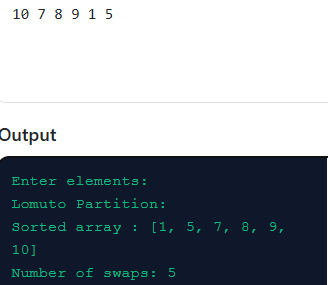 10 7 8 9 1 5
Output
Enter elements:
Lomuto Partition:
Sorted array : [1, 5, 7, 8, 9,
10]
Number of swaps: 5